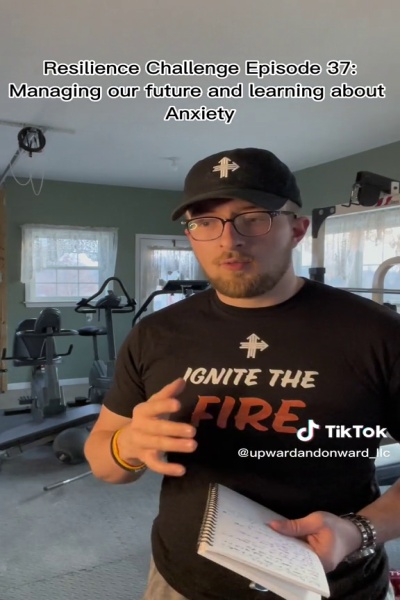 Resilience Challenge Episode 37:
Managing our future and learning about
Anxiety
IGNITE THE
FIRE
TikTok
@upwardandonward_llc